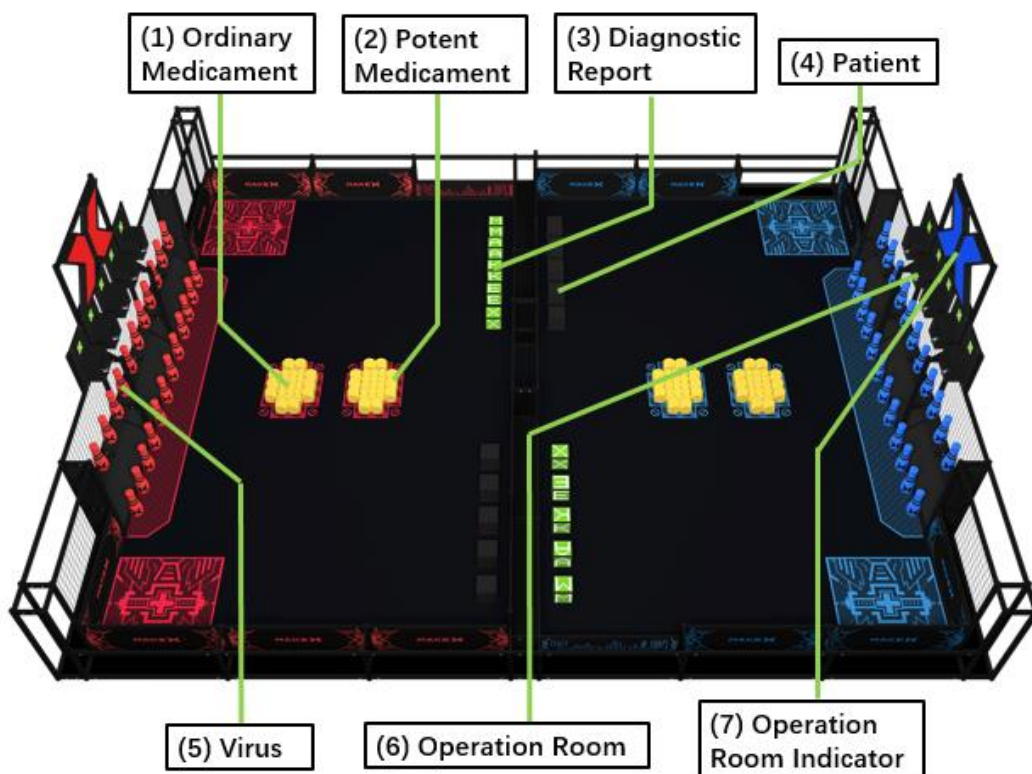 (1) Ordinary
Medicament
(2) Potent
Medicament
(3) Diagnostic
Report
(4) Patient
(5) Virus
(6) Operation Room
(7) Operation
Room Indicator